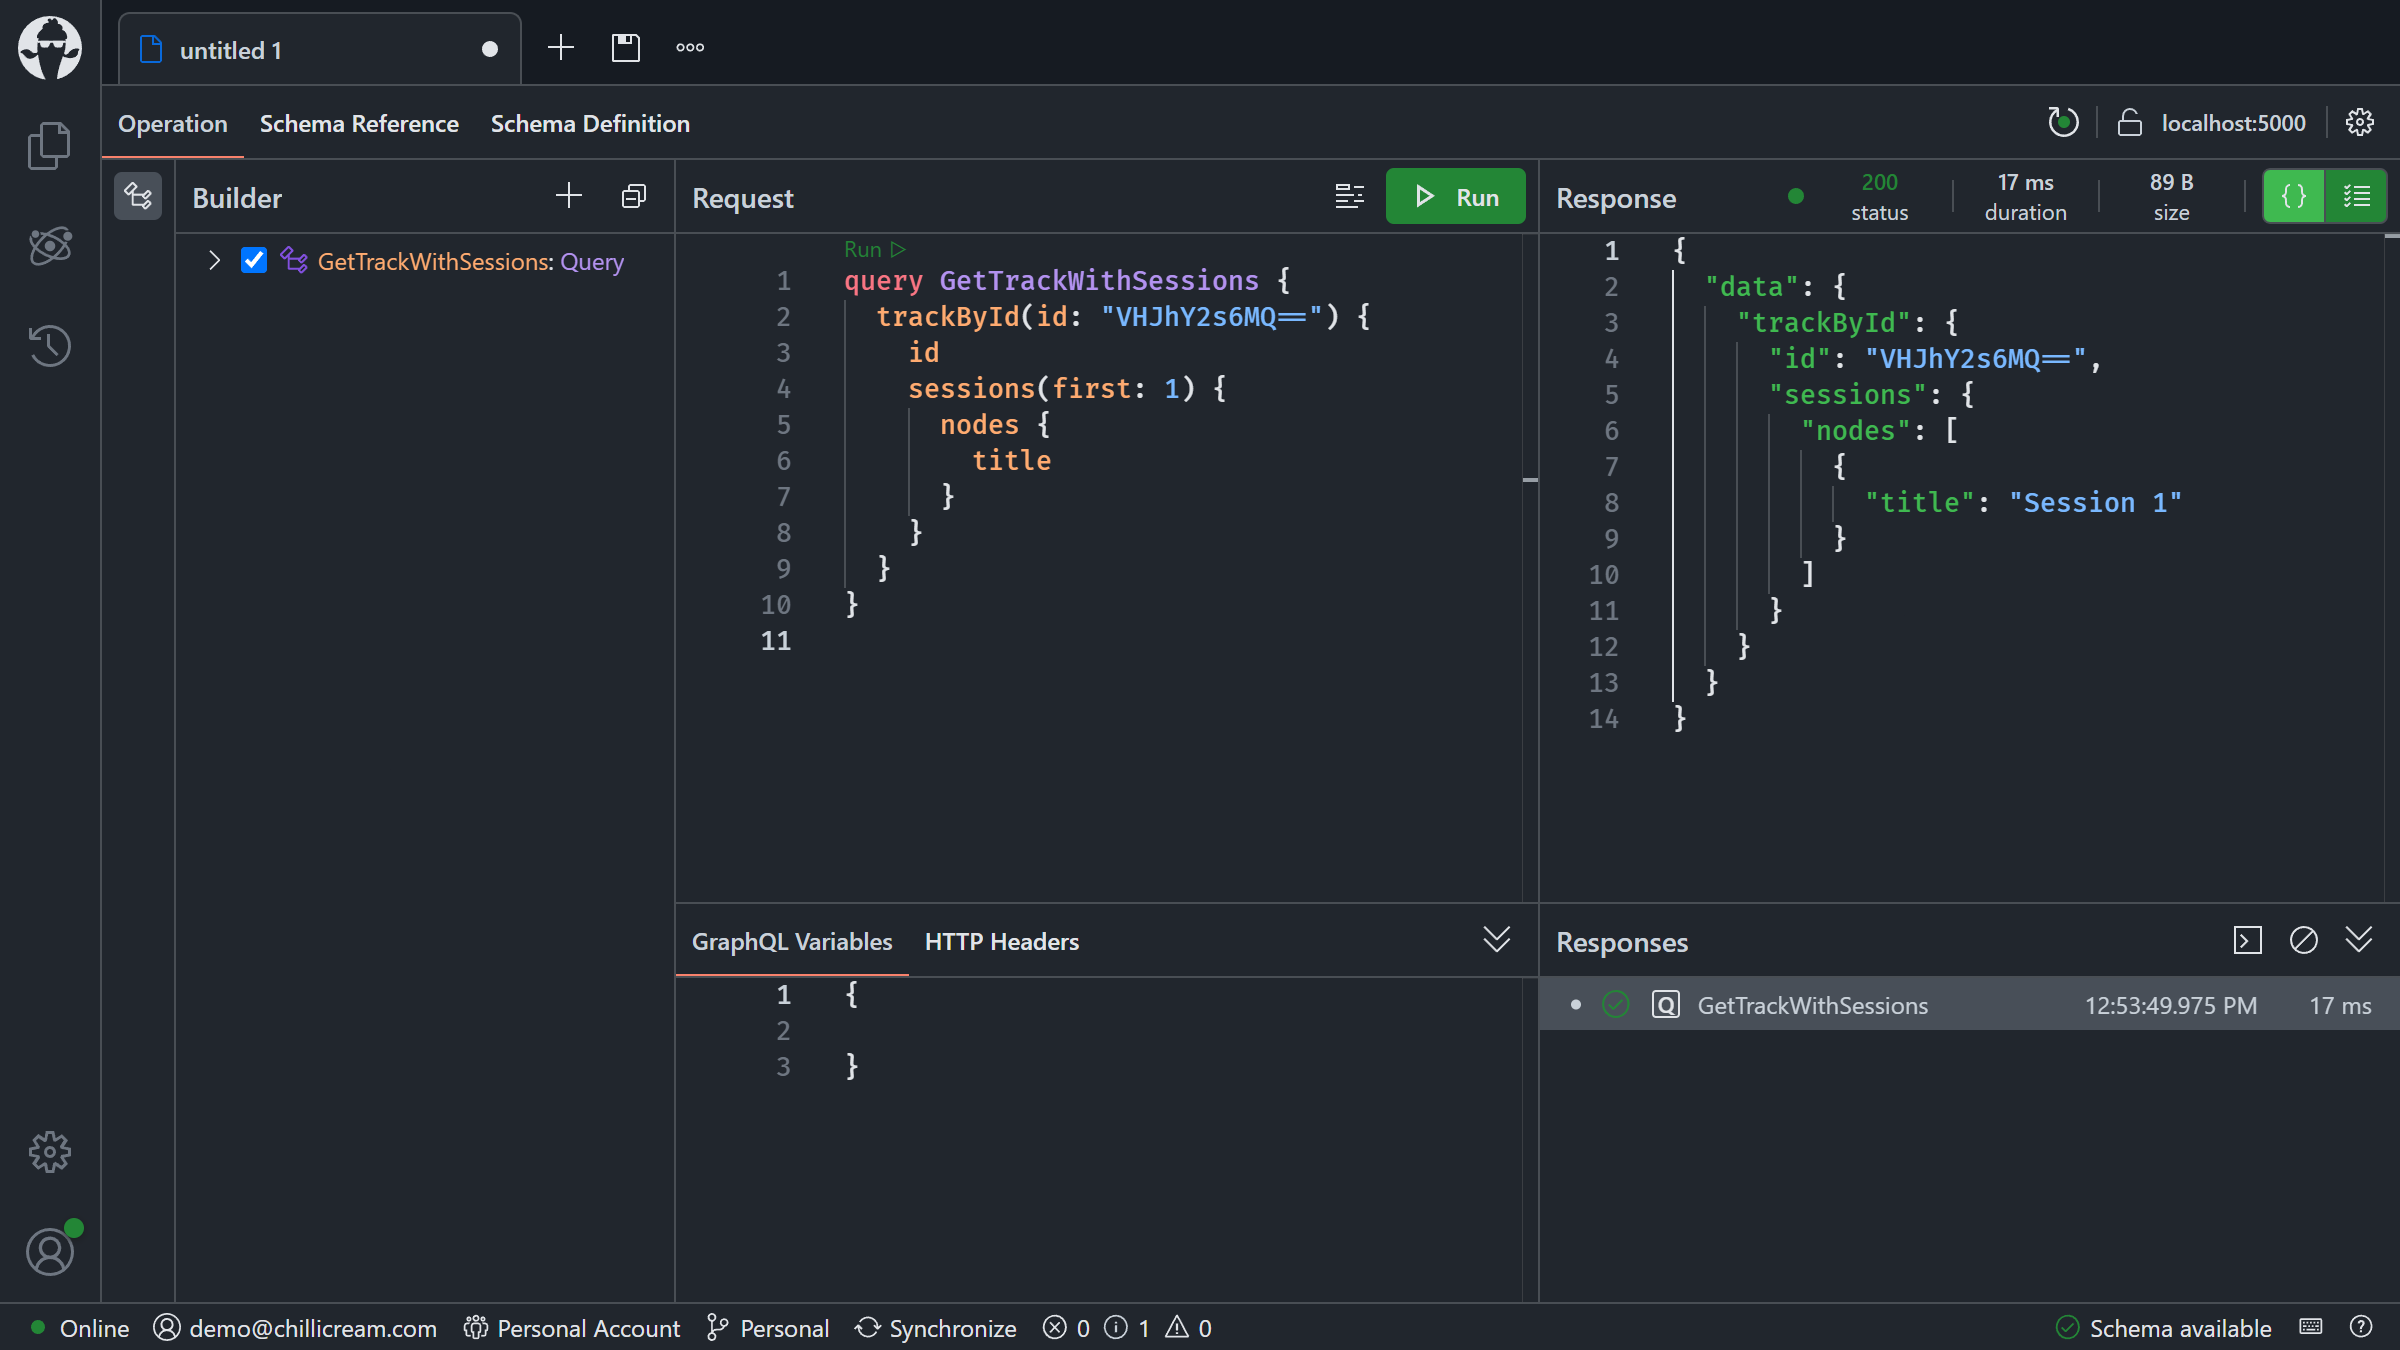 untitled 1
Operation Schema Reference Schema Definition
localhost:5000
Builder
GetTrackWithSessions: Query
Request
Run
Run
1 query GetTrackWithSessions {
2 trackById(id: "VHJhY2s6MQ==") {
3 id
4 sessions(first: 1) {
5 nodes {
6 title
7 }
8 }
9 }
10 }
11
Response
200 status
17 ms duration
89 B size
{}
1 {
2 "data": {
3 "trackById": {
4 "id": "VHJhY2s6MQ==",
5 "sessions": {
6 "nodes": [
7 {
8 "title": "Session 1"
9 }
10 ]
11 }
12 }
13 }
14 }
GraphQL Variables HTTP Headers
1 {
2
3 }
Responses
Q GetTrackWithSessions 12:53:49.975 PM 17 ms
Online demo@chillicream.com Personal Account Personal Synchronize 0 1 0
Schema available